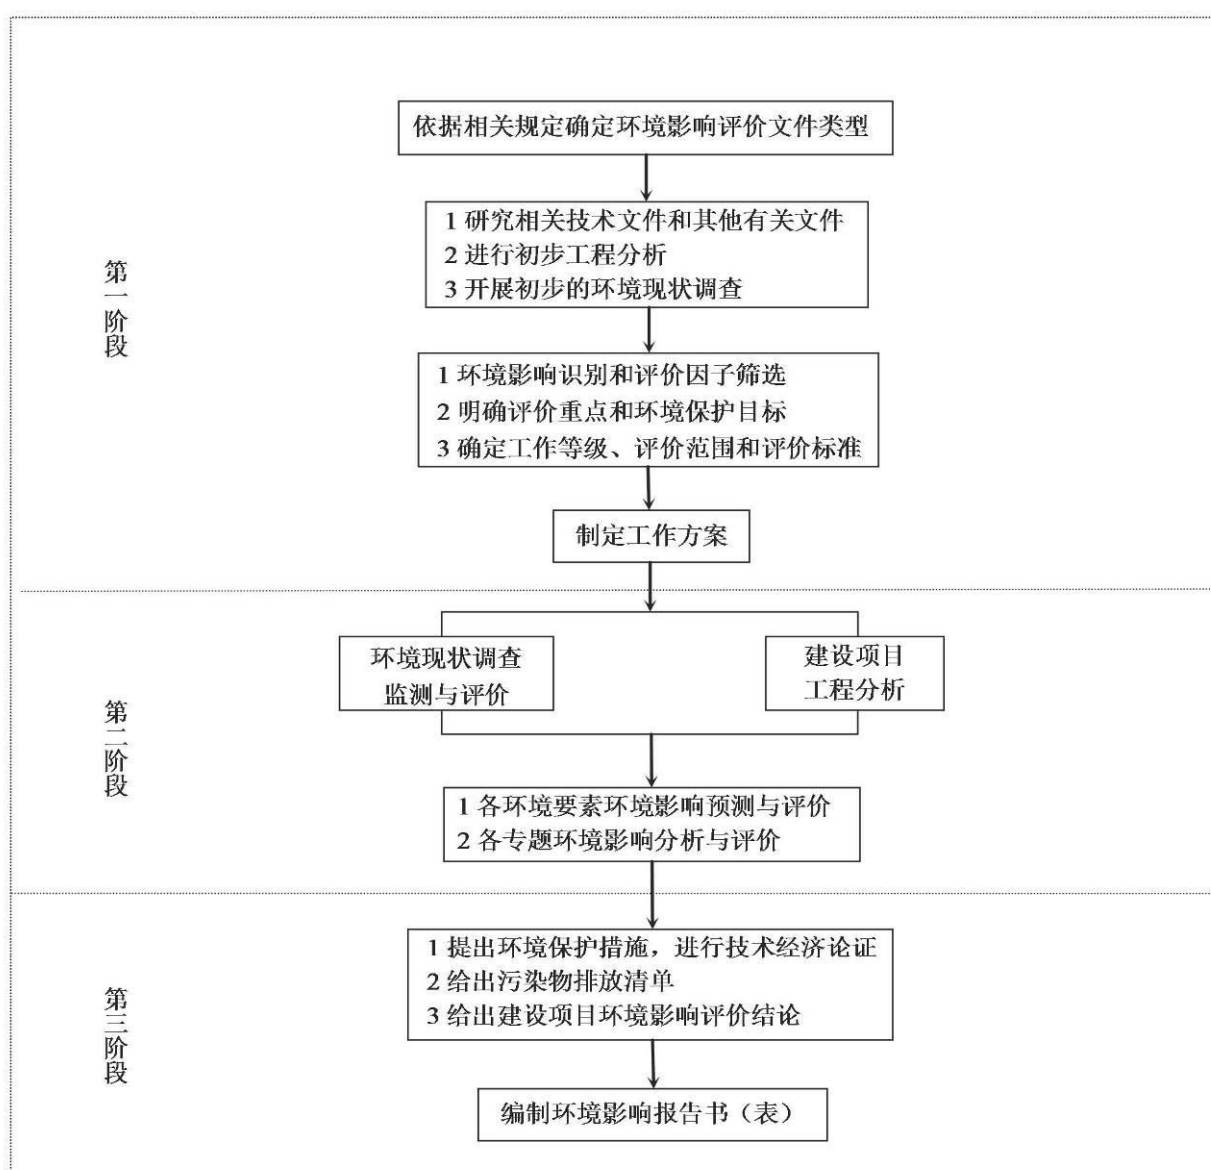 依据相关规定确定环境影响评价文件类型
1 研究相关技术文件和其他有关文件
2 进行初步工程分析
3 开展初步的环境现状调查
第一阶段
1 环境影响识别和评价因子筛选
2 明确评价重点和环境保护目标
3 确定工作等级、评价范围和评价标准
制定工作方案
环境现状调查
监测与评价
建设项目
工程分析
第二阶段
1 各环境要素环境影响预测与评价
2 各专题环境影响分析与评价
1 提出环境保护措施，进行技术经济论证
2 给出污染物排放清单
3 给出建设项目环境影响评价结论
第三阶段
编制环境影响报告书（表）